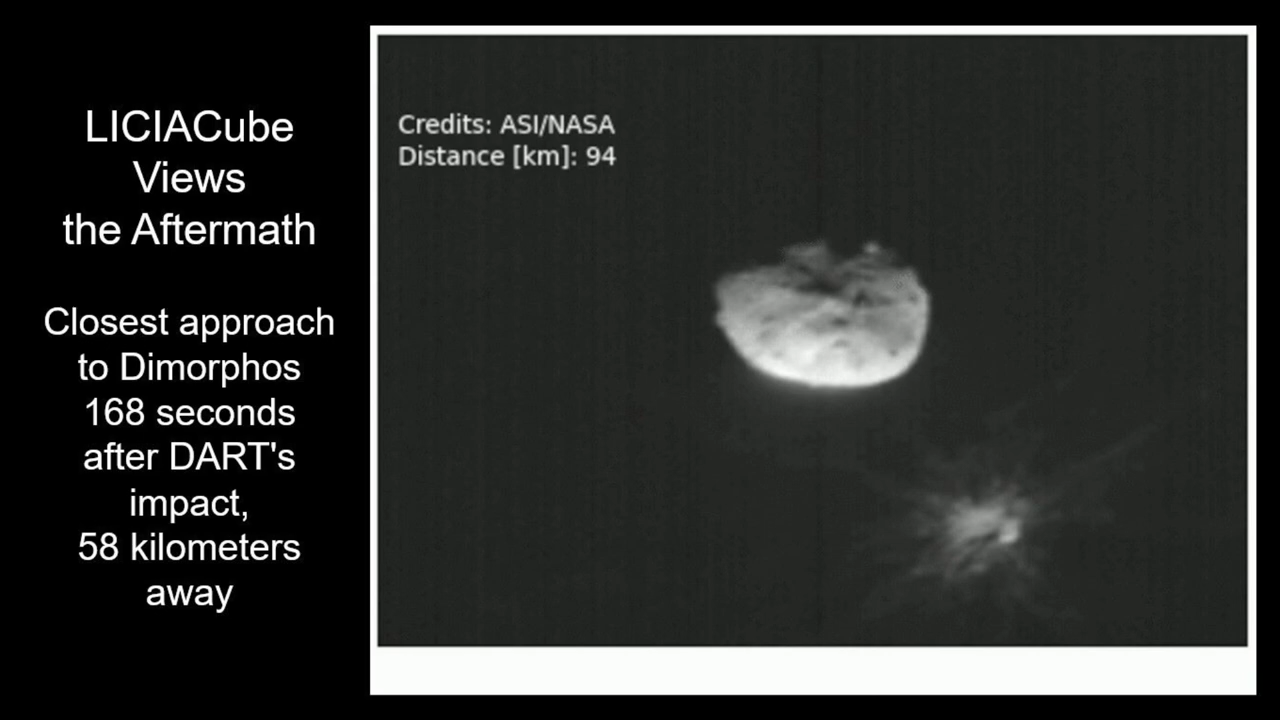 LICIACube
Views
the Aftermath
Closest approach
to Dimorphos
168 seconds
after DART's
impact,
58 kilometers
away
Credits: ASI/NASA
Distance [km]: 94